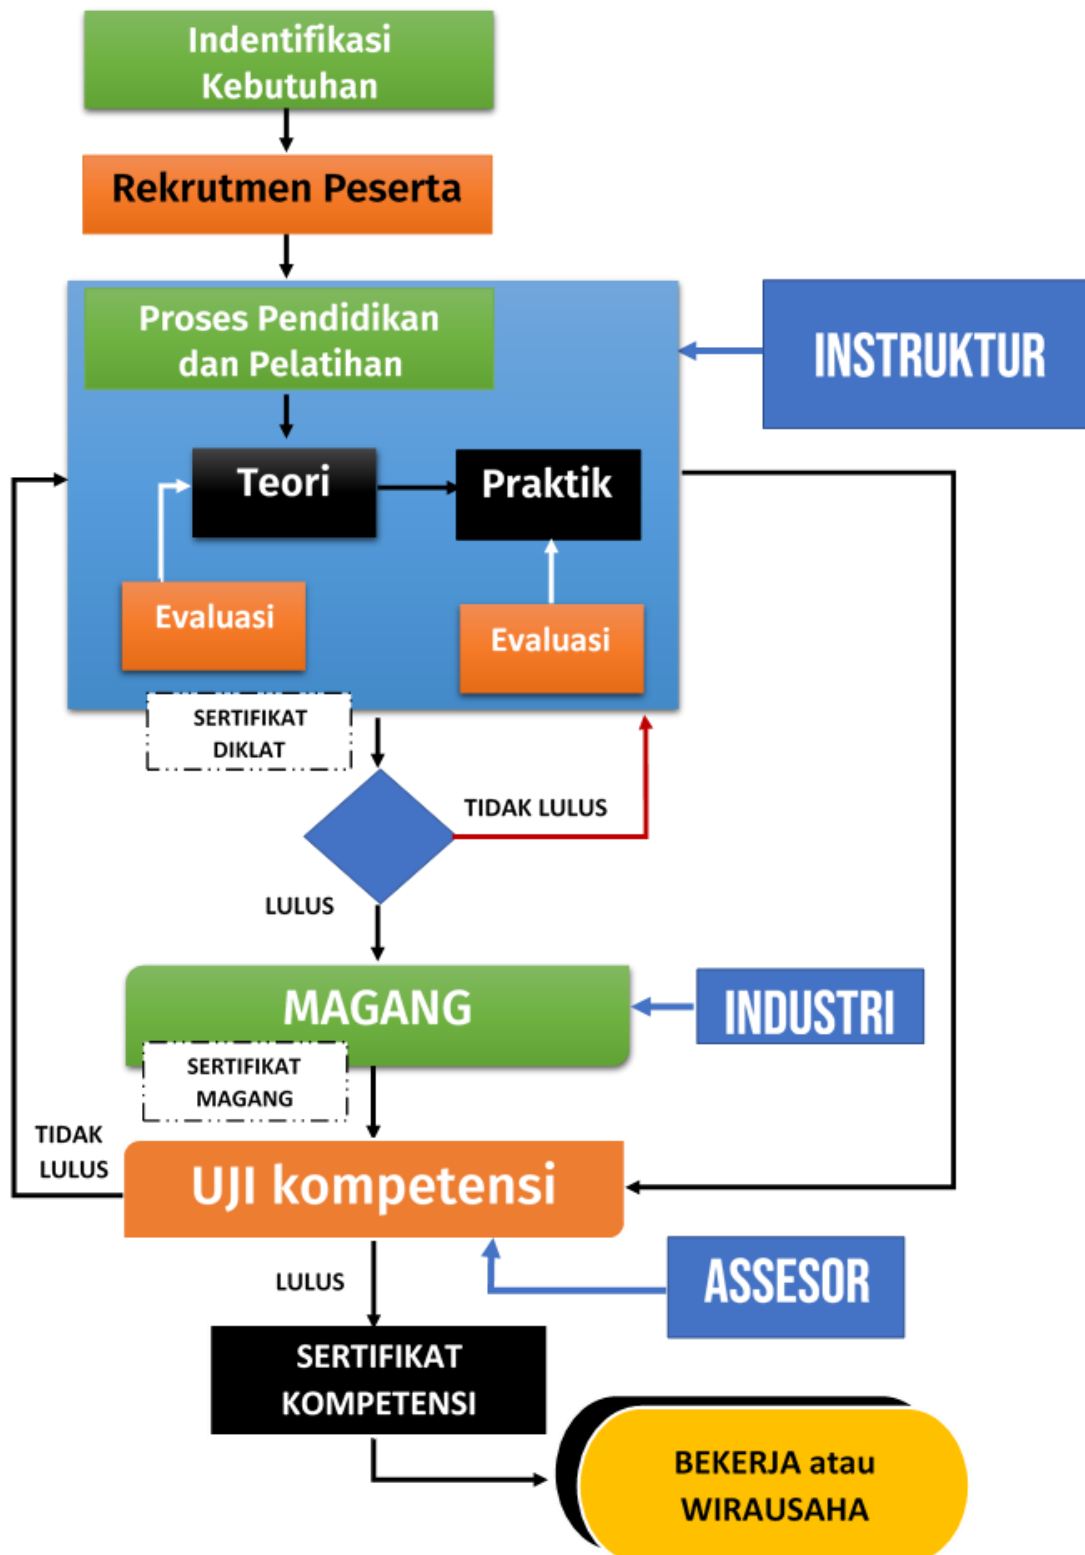 Indentifikasi
Kebutuhan
Rekrutmen Peserta
Proses Pendidikan
dan Pelatihan
INSTRUKTUR
Teori
Praktik
Evaluasi
Evaluasi
SERTIFIKAT
DIKLAT
TIDAK LULUS
LULUS
MAGANG
INDUSTRI
SERTIFIKAT
MAGANG
TIDAK
LULUS
UJI kompetensi
LULUS
ASSESOR
SERTIFIKAT
KOMPETENSI
BEKERJA atau
WIRAUSAHA